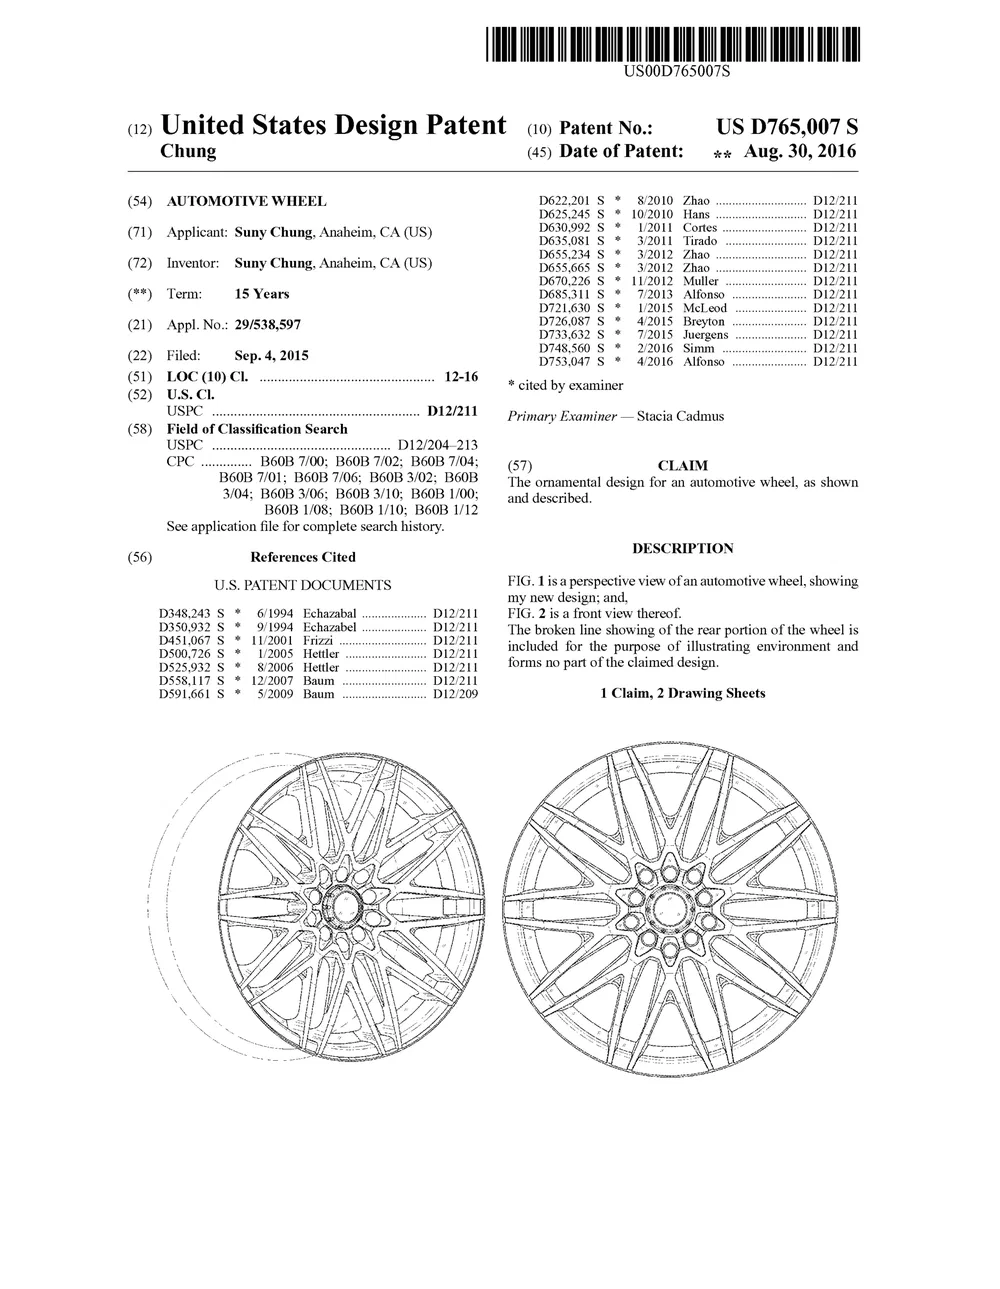 US00D765007S
(12) United States Design Patent
Chung
(10) Patent No.: US D765,007 S
(45) Date of Patent: ** Aug. 30, 2016
(54) AUTOMOTIVE WHEEL
(71) Applicant: Suny Chung, Anaheim, CA (US)
(72) Inventor: Suny Chung, Anaheim, CA (US)
(**) Term: 15 Years
(21) Appl. No.: 29/538,597
(22) Filed: Sep. 4, 2015
(51) LOC (10) Cl. ................................................ 12-16
(52) U.S. Cl.
USPC ........................................................ D12/211
(58) Field of Classification Search
USPC ................................................ D12/204–213
CPC .............. B60B 7/00; B60B 7/02; B60B 7/04;
B60B 7/01; B60B 7/06; B60B 3/02; B60B
3/04; B60B 3/06; B60B 3/10; B60B 1/00;
B60B 1/08; B60B 1/10; B60B 1/12
See application file for complete search history.
(56) References Cited
U.S. PATENT DOCUMENTS
D348,243 S * 6/1994 Echazabal ................... D12/211
D350,932 S * 9/1994 Echazabel ................... D12/211
D451,067 S * 11/2001 Frizzi .......................... D12/211
D500,726 S * 1/2005 Hettler ........................ D12/211
D525,932 S * 8/2006 Hettler ........................ D12/211
D558,117 S * 12/2007 Baum .......................... D12/211
D591,661 S * 5/2009 Baum .......................... D12/209
D622,201 S * 8/2010 Zhao ............................ D12/211
D625,245 S * 10/2010 Hans ............................ D12/211
D630,992 S * 1/2011 Cortes .......................... D12/211
D635,081 S * 3/2011 Tirado ........................ D12/211
D655,234 S * 3/2012 Zhao ............................ D12/211
D655,665 S * 3/2012 Zhao ............................ D12/211
D670,226 S * 11/2012 Muller ........................ D12/211
D685,311 S * 7/2013 Alfonso ....................... D12/211
D721,630 S * 1/2015 McLeod ...................... D12/211
D726,087 S * 4/2015 Breyton ....................... D12/211
D733,632 S * 7/2015 Juergens ...................... D12/211
D748,560 S * 2/2016 Simm .......................... D12/211
D753,047 S * 4/2016 Alfonso ....................... D12/211
* cited by examiner
Primary Examiner — Stacia Cadmus
(57) CLAIM
The ornamental design for an automotive wheel, as shown
and described.
DESCRIPTION
FIG. 1 is a perspective view of an automotive wheel, showing
my new design; and,
FIG. 2 is a front view thereof.
The broken line showing of the rear portion of the wheel is
included for the purpose of illustrating environment and
forms no part of the claimed design.
1 Claim, 2 Drawing Sheets